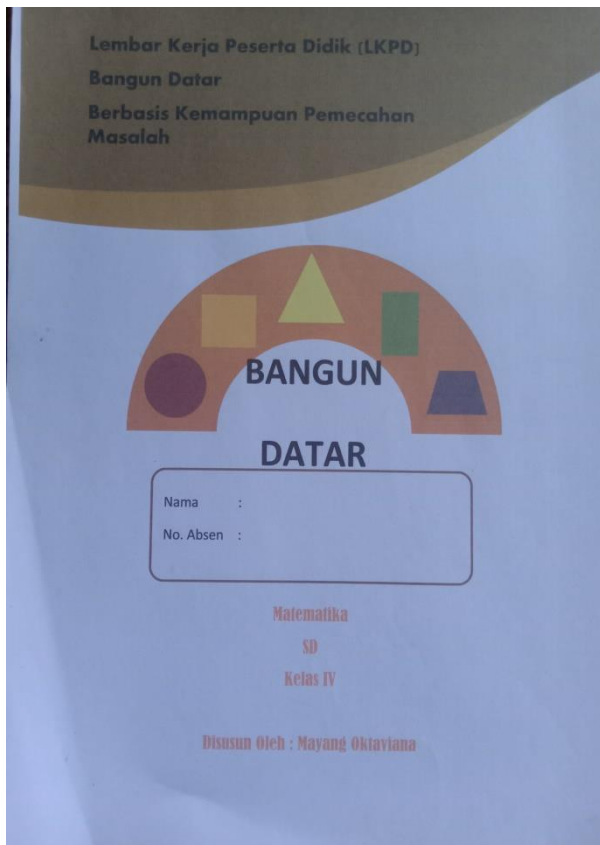 Lembar Kerja Peserta Didik (LKPD)
Bangun Datar
Berbasis Kemampuan Pemecahan
Masalah
BANGUN
DATAR
Nama :
No. Absen :
Matematika
SD
Kelas IV
Disusun Oleh : Mayang Oktaviana